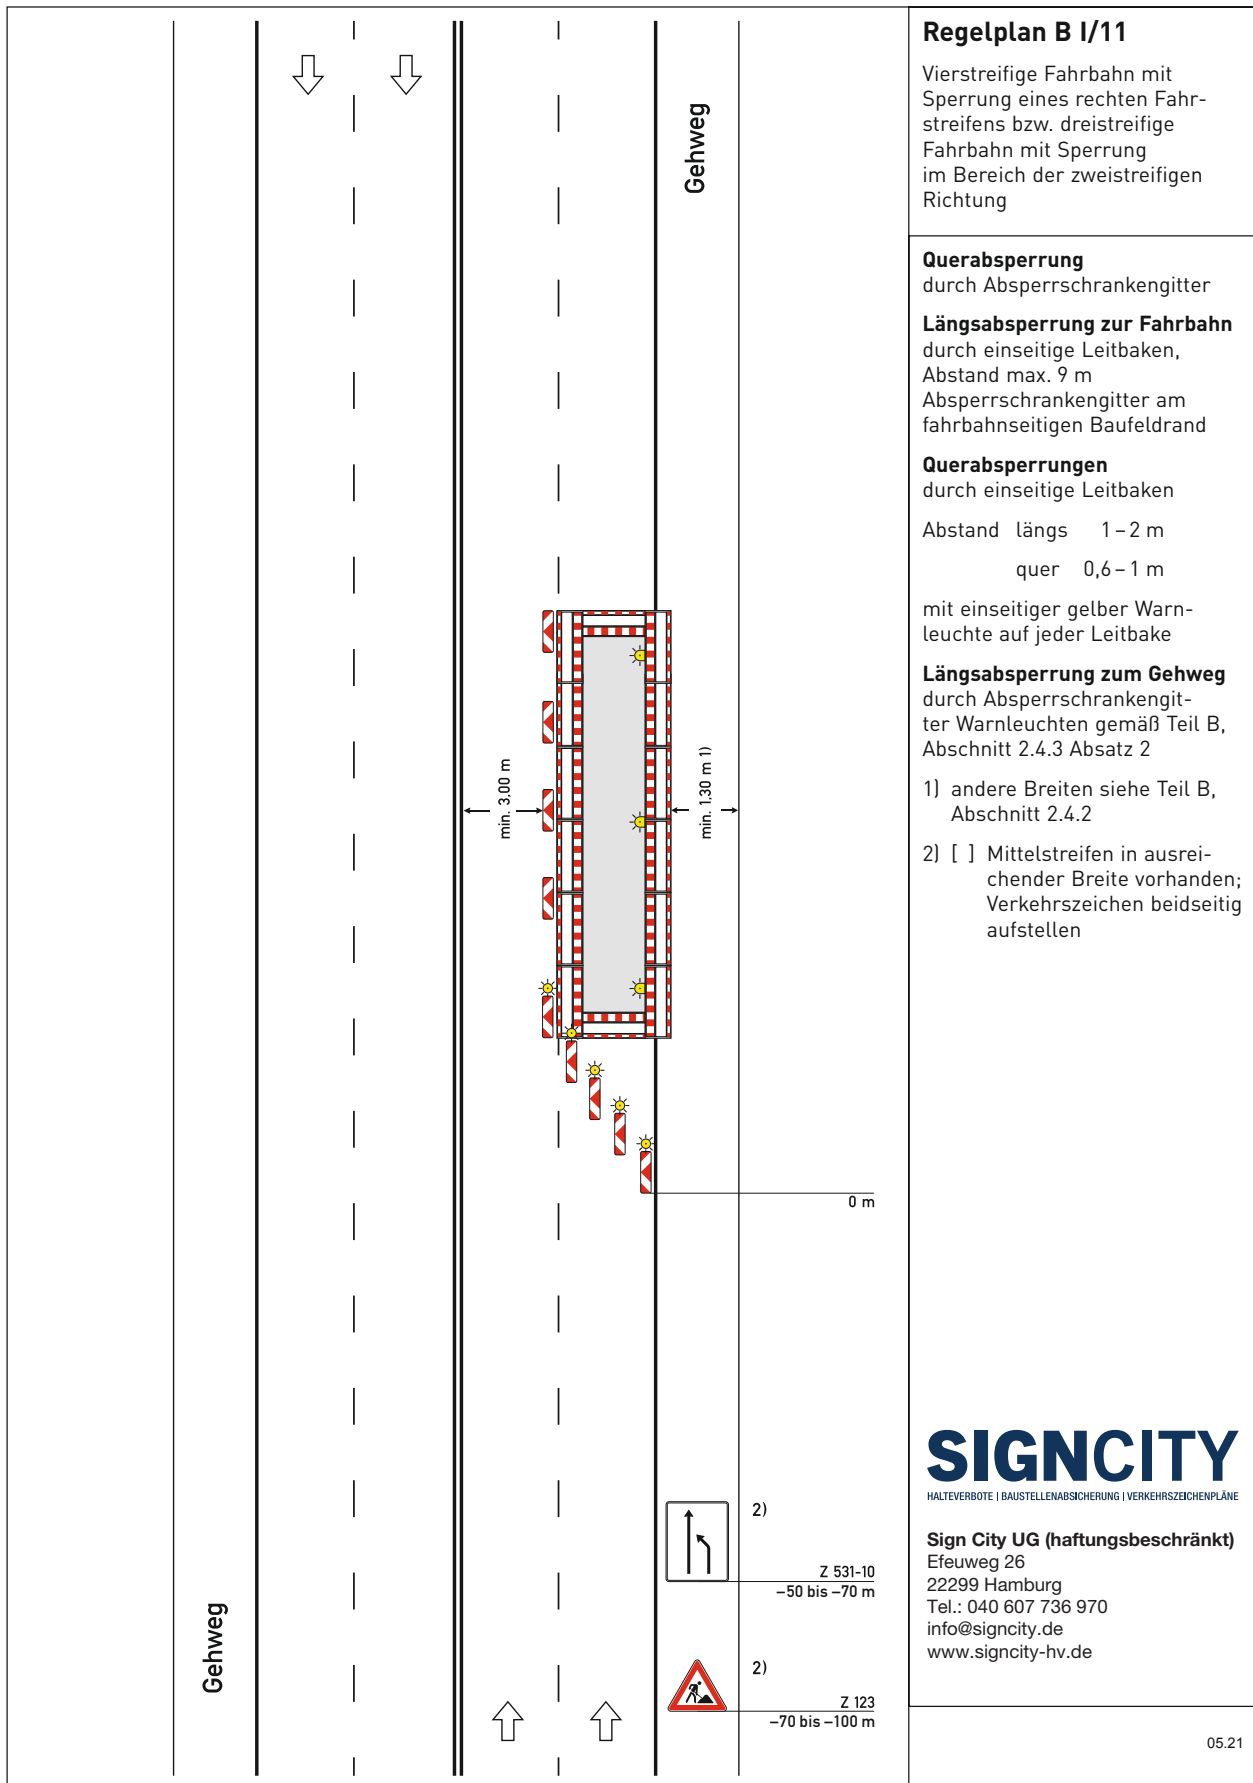 Regelplan B I/11
Vierstreifige Fahrbahn mit
Sperrung eines rechten Fahr-
streifens bzw. dreistreifige
Fahrbahn mit Sperrung
im Bereich der zweistreifigen
Richtung
Querabsperrung
durch Absperrschrankengitter
Längsabsperrung zur Fahrbahn
durch einseitige Leitbaken,
Abstand max. 9 m
Absperrschrankengitter am
fahrbahnseitigen Baufeldrand
Querabsperrungen
durch einseitige Leitbaken
Abstand längs 1 – 2 m
quer 0,6 – 1 m
mit einseitiger gelber Warn-
leuchte auf jeder Leitbake
Längsabsperrung zum Gehweg
durch Absperrschrankengit-
ter Warnleuchten gemäß Teil B,
Abschnitt 2.4.3 Absatz 2
1) andere Breiten siehe Teil B,
Abschnitt 2.4.2
2) [ ] Mittelstreifen in ausrei-
chender Breite vorhanden;
Verkehrszeichen beidseitig
aufstellen
Gehweg
min. 3,00 m
min. 1,30 m 1)
0 m
2)
Z 531-10
–50 bis –70 m
2)
Z 123
–70 bis –100 m
Gehweg
SIGNCITY
HALTEVERBOTE | BAUSTELLENABSICHERUNG | VERKEHRSZEICHENPLÄNE
Sign City UG (haftungsbeschränkt)
Efeuweg 26
22299 Hamburg
Tel.: 040 607 736 970
info@signcity.de
www.signcity-hv.de
05.21